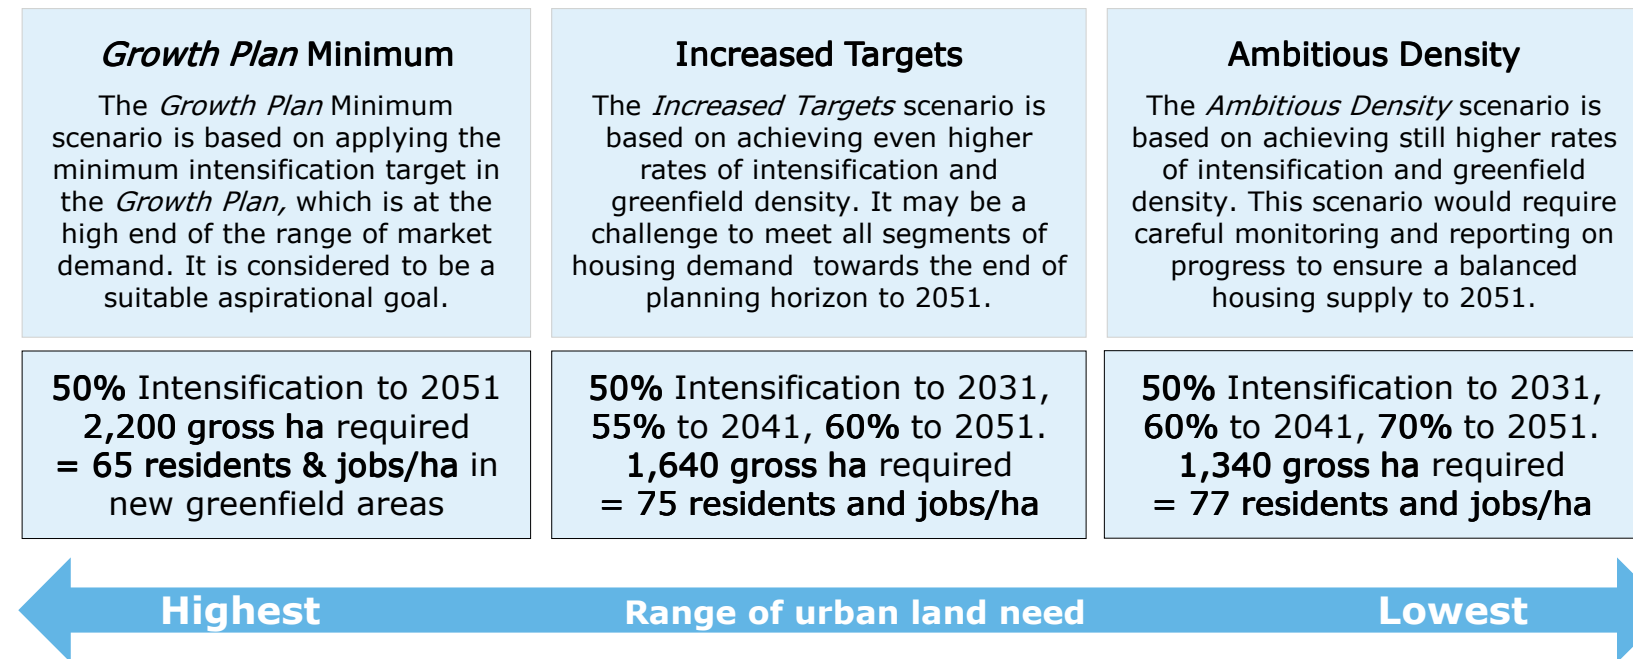 Growth Plan Minimum
The Growth Plan Minimum
scenario is based on applying the
minimum intensification target in
the Growth Plan, which is at the
high end of the range of market
demand. It is considered to be a
suitable aspirational goal.
50% Intensification to 2051
2,200 gross ha required
= 65 residents & jobs/ha in
new greenfield areas
Increased Targets
The Increased Targets scenario is
based on achieving even higher
rates of intensification and
greenfield density. It may be a
challenge to meet all segments of
housing demand towards the end of
planning horizon to 2051.
50% Intensification to 2031,
55% to 2041, 60% to 2051.
1,640 gross ha required
= 75 residents and jobs/ha
Ambitious Density
The Ambitious Density scenario is
based on achieving still higher rates
of intensification and greenfield
density. This scenario would require
careful monitoring and reporting on
progress to ensure a balanced
housing supply to 2051.
50% Intensification to 2031,
60% to 2041, 70% to 2051.
1,340 gross ha required
= 77 residents and jobs/ha
Highest Range of urban land need Lowest